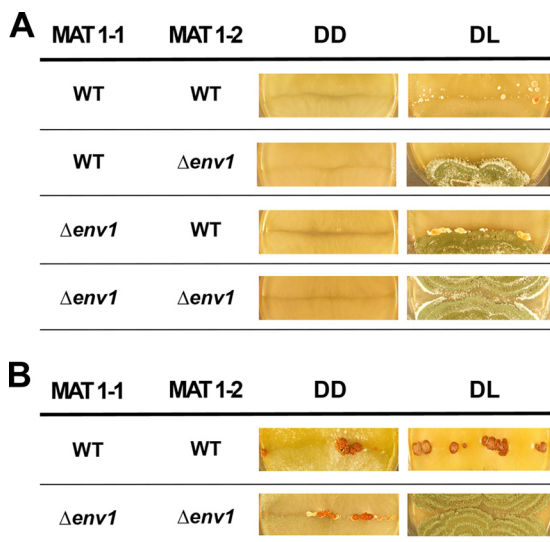 A MAT 1-1 MAT 1-2 DD DL
WT WT
WT Δenv1
Δenv1 WT
Δenv1 Δenv1
B MAT 1-1 MAT 1-2 DD DL
WT WT
Δenv1 Δenv1